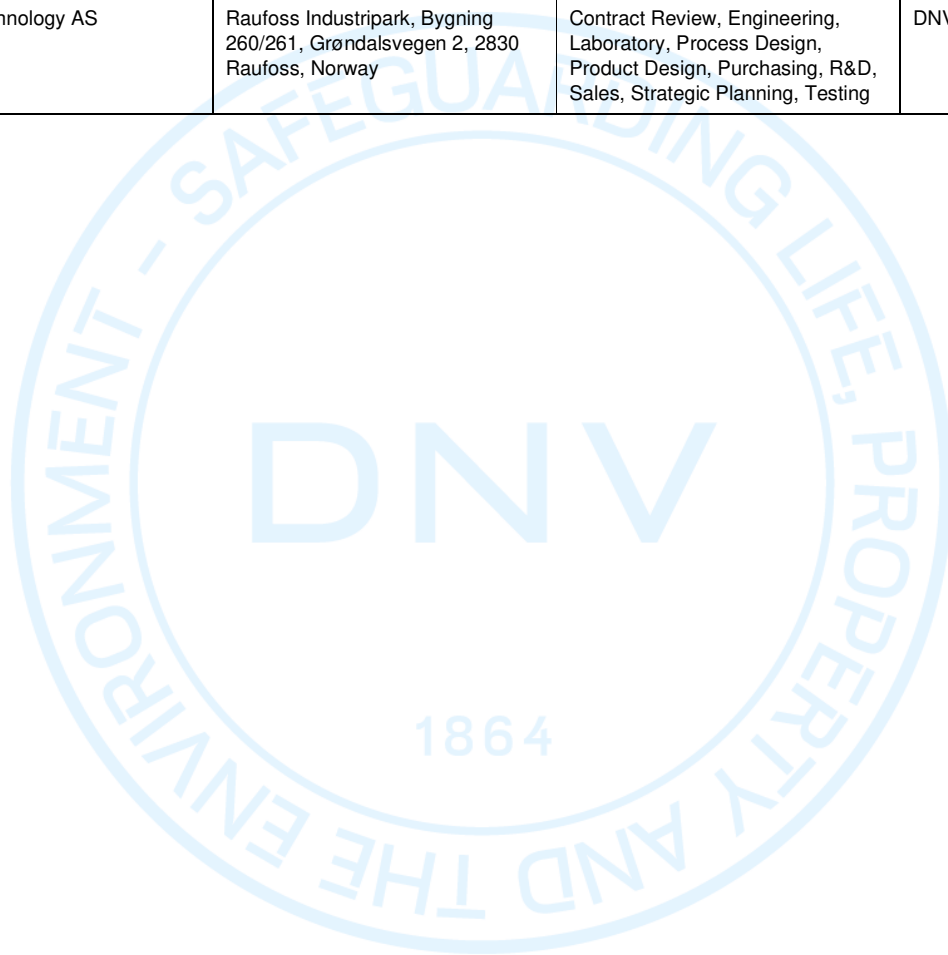 hnology AS
Raufoss Industripark, Bygning
260/261, Grøndalsvegen 2, 2830
Raufoss, Norway
Contract Review, Engineering,
Laboratory, Process Design,
Product Design, Purchasing, R&D,
Sales, Strategic Planning, Testing
DNV
SAFEGUARDING LIFE, PROPERTY AND THE ENVIRONMENT -
DNV
1864